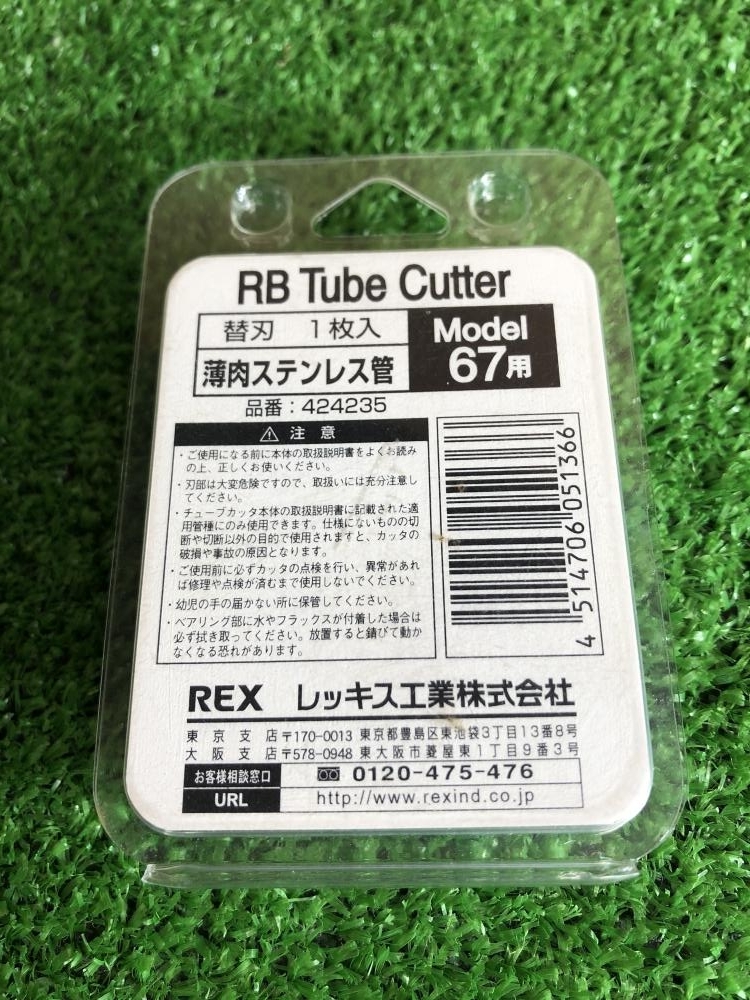 RB Tube Cutter
替刃 1枚入
薄肉ステンレス管
Model
67用
品番：424235
⚠ 注意
・ご使用になる前に本体の取扱説明書をよくお読み
の上、正しくお使いください。
・刃部は大変危険ですので、取扱いには充分注意し
てください。
・チューブカッタ本体の取扱説明書に記載された適
用管種にのみ使用できます。仕様にないものの切
断や切断以外の目的で使用されますと、カッタの
破損や事故の原因となります。
・ご使用前に必ずカッタの点検を行い、異常があれ
ば修理や点検が済むまで使用しないでください。
・幼児の手の届かない所に保管してください。
・ベアリング部に水やフラックスが付着した場合は
必ず拭き取ってください。放置すると錆びて動か
なくなる恐れがあります。
4514706051366
REX レッキス工業株式会社
東京支店 〒170-0013 東京都豊島区東池袋3丁目13番8号
大阪支店 〒578-0948 東大阪市菱屋東1丁目9番3号
お客様相談窓口 0120-475-476
URL http://www.rexind.co.jp